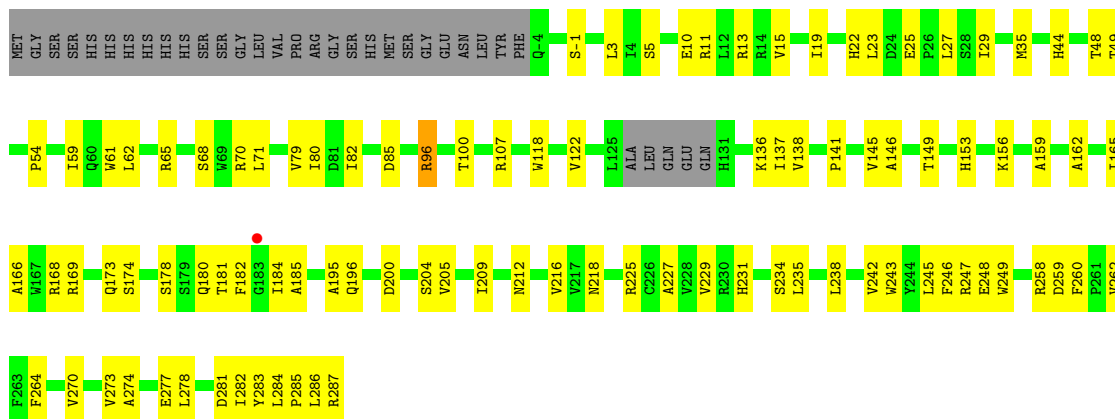 MET GLY SER SER HIS HIS HIS HIS HIS HIS SER SER GLY LEU VAL PRO ARG GLY SER HIS MET SER GLY GLU ASN LEU TYR PHE Q-4 S-1 L3 I4 S5 E10 R11 L12 R13 R14 V15 I19 H22 L23 D24 E25 P26 L27 S28 I29 M35 H44 T48 T49
P54 I59 Q60 W61 L62 R65 S68 W69 R70 L71 V79 I80 D81 I82 D85 R96 T100 R107 W118 V122 L125 ALA LEU GLN GLU GLN H131 K136 I137 V138 P141 V145 A146 T149 H153 K156 A159 A162 I165
A166 W167 R168 R169 Q173 S174 S178 S179 Q180 T181 F182 G183 I184 A185 A195 Q196 D200 S204 V205 I209 N212 V216 V217 N218 R225 C226 A227 V228 V229 R230 H231 S234 L235 L238 V242 W243 Y244 L245 F246 R247 E248 W249 R258 D259 F260 P261 V262
F263 F264 V270 V273 A274 E277 L278 D281 I282 Y283 L284 P285 L286 R287